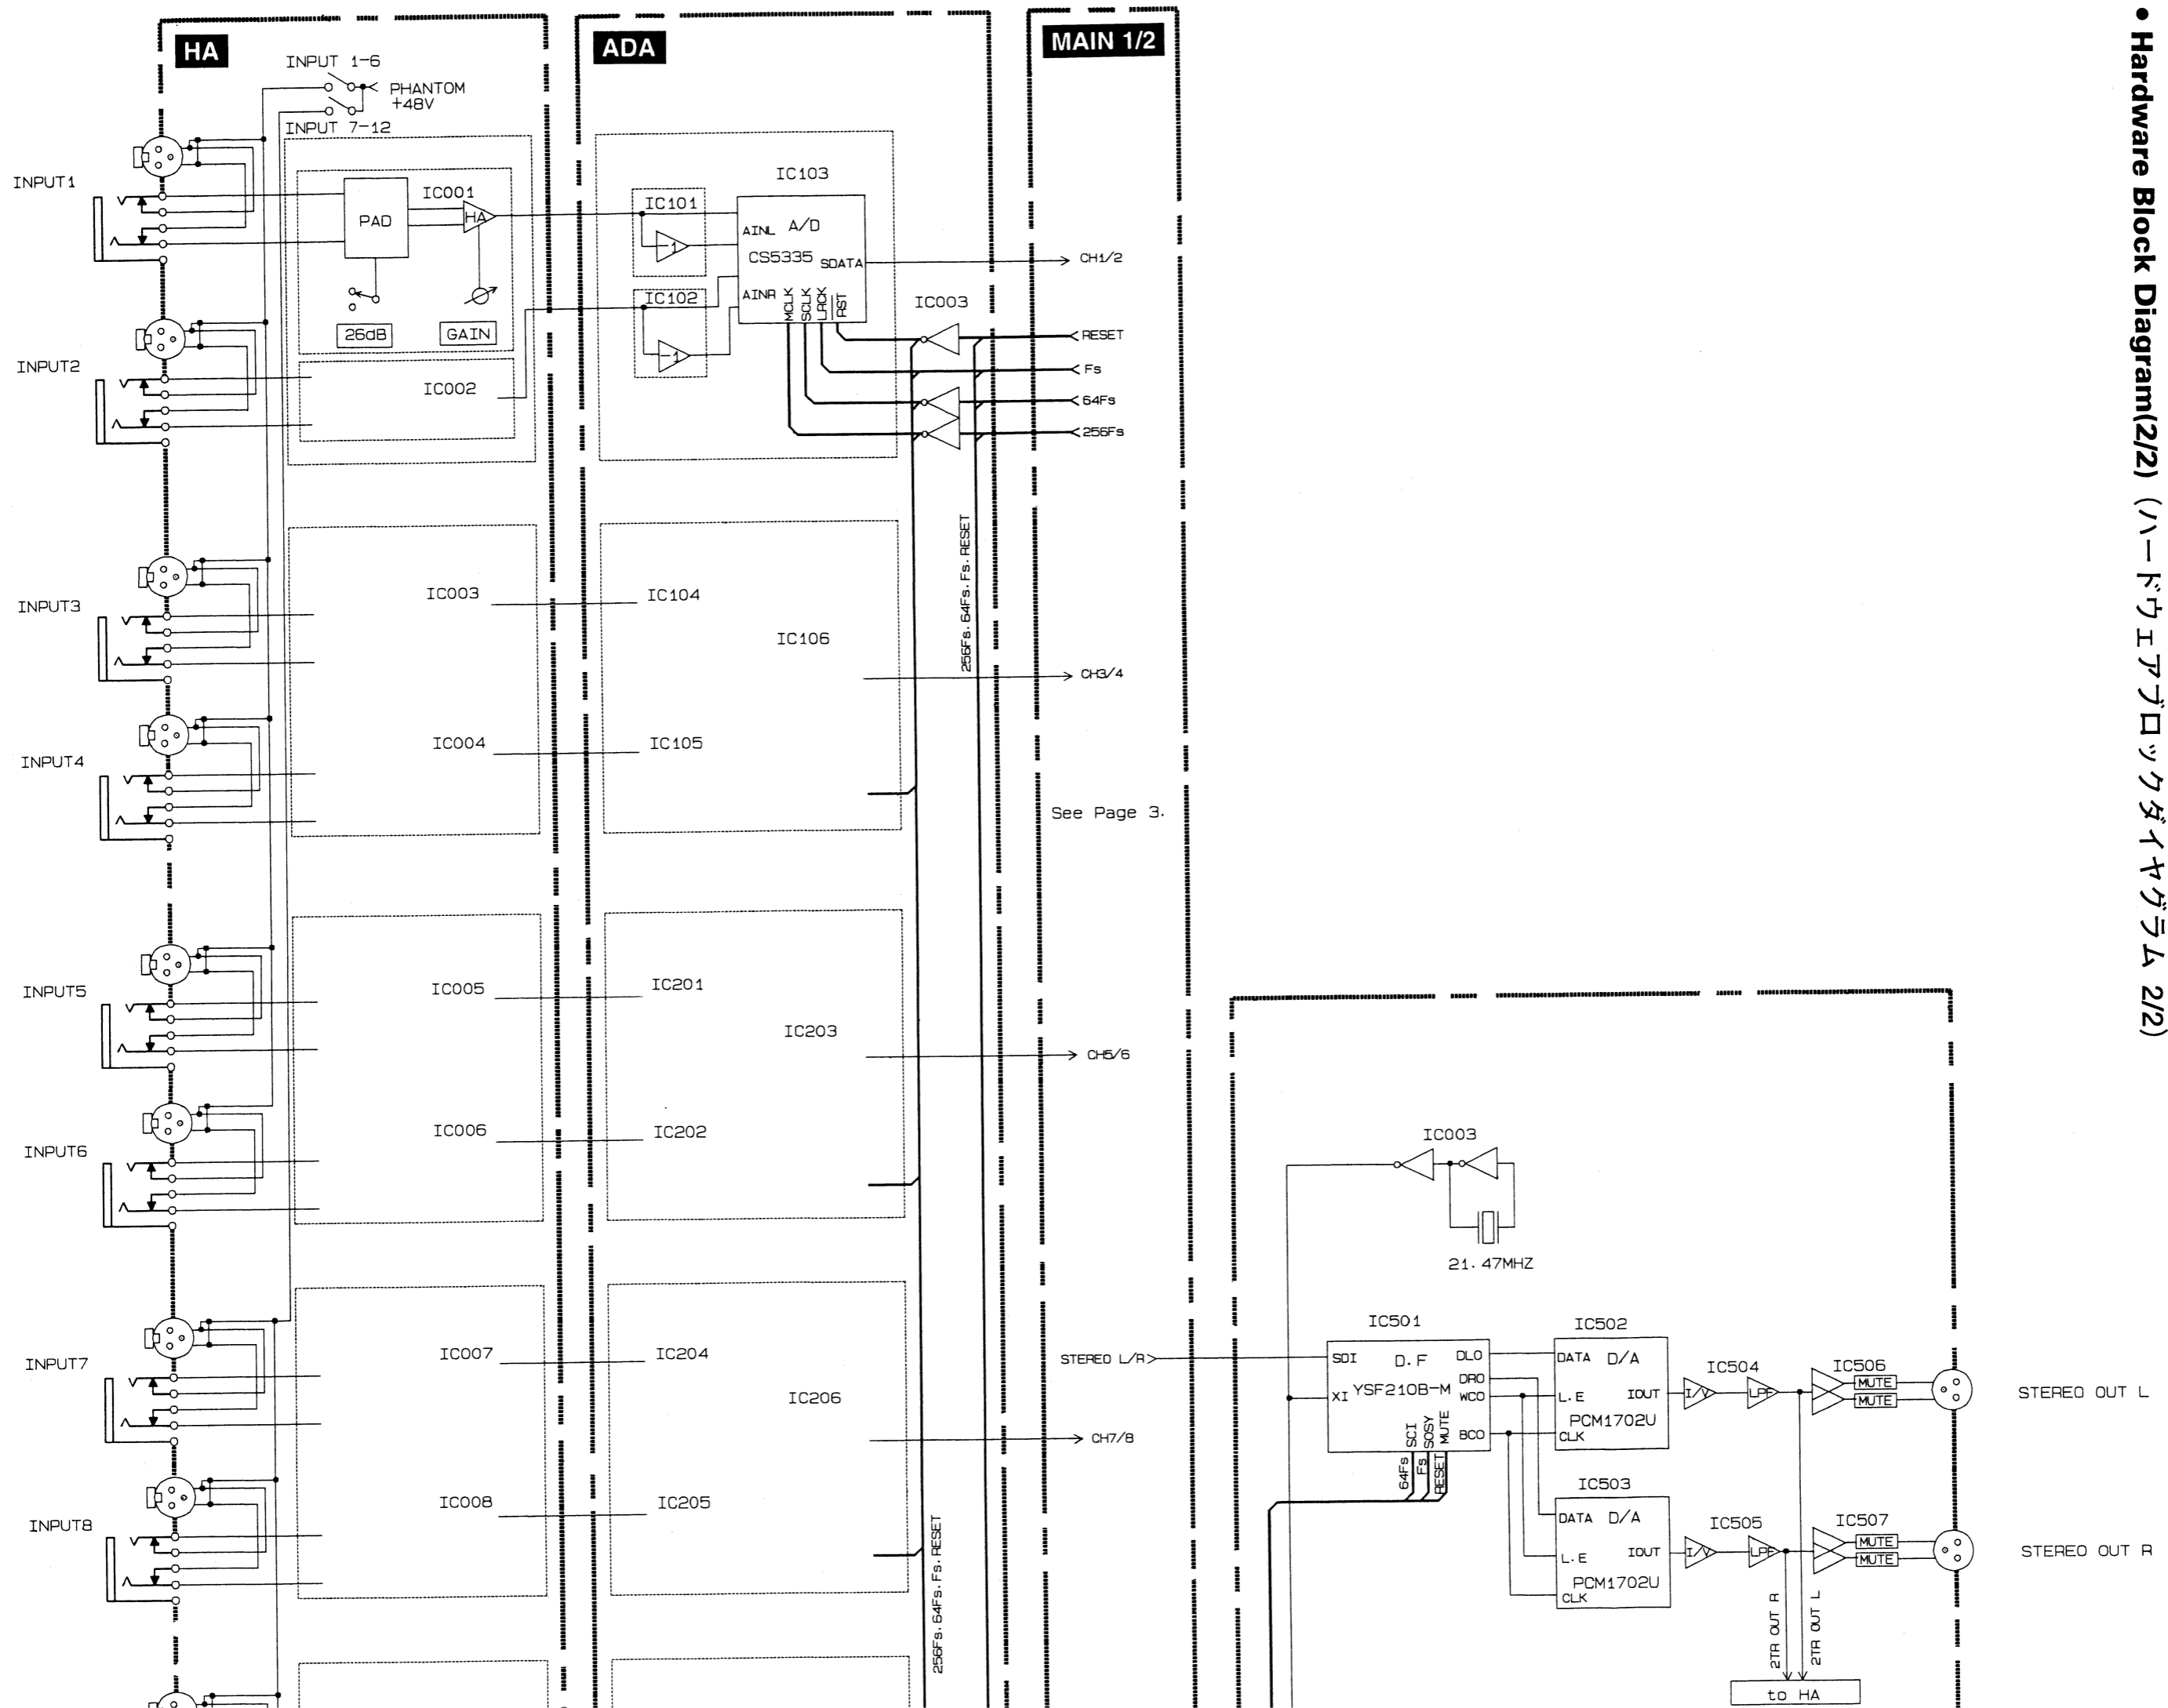 • Hardware Block Diagram(2/2) (ハードウェアブロックダイヤグラム 2/2)
HA
ADA
MAIN 1/2
INPUT 1-6
PHANTOM
+48V
INPUT 7-12
INPUT1
PAD
IC001
HA
26dB
GAIN
IC101
IC103
AINL A/D
CS5335
SDATA
AINR
MCLK
SCLK
LRCK
RST
-1
CH1/2
IC102
-1
IC003
RESET
Fs
64Fs
256Fs
INPUT2
IC002
256Fs. 64Fs. Fs. RESET
INPUT3
IC003
IC104
IC106
CH3/4
INPUT4
IC004
IC105
See Page 3.
INPUT5
IC005
IC201
IC203
CH5/6
INPUT6
IC006
IC202
IC003
21.47MHZ
INPUT7
IC007
IC204
IC206
CH7/8
INPUT8
IC008
IC205
256Fs. 64Fs. Fs. RESET
STEREO L/R
IC501
SDI D.F DLO
DRO
XI YSF210B-M WCO
BCO
SCI
SOSY
MUTE
64Fs
Fs
RESET
IC502
DATA D/A
L.E IOUT
PCM1702U
CLK
I/V
IC504
LPF
IC506
MUTE
MUTE
STEREO OUT L
IC503
DATA D/A
L.E IOUT
PCM1702U
CLK
I/V
IC505
LPF
IC507
MUTE
MUTE
STEREO OUT R
2TR OUT R
2TR OUT L
to HA